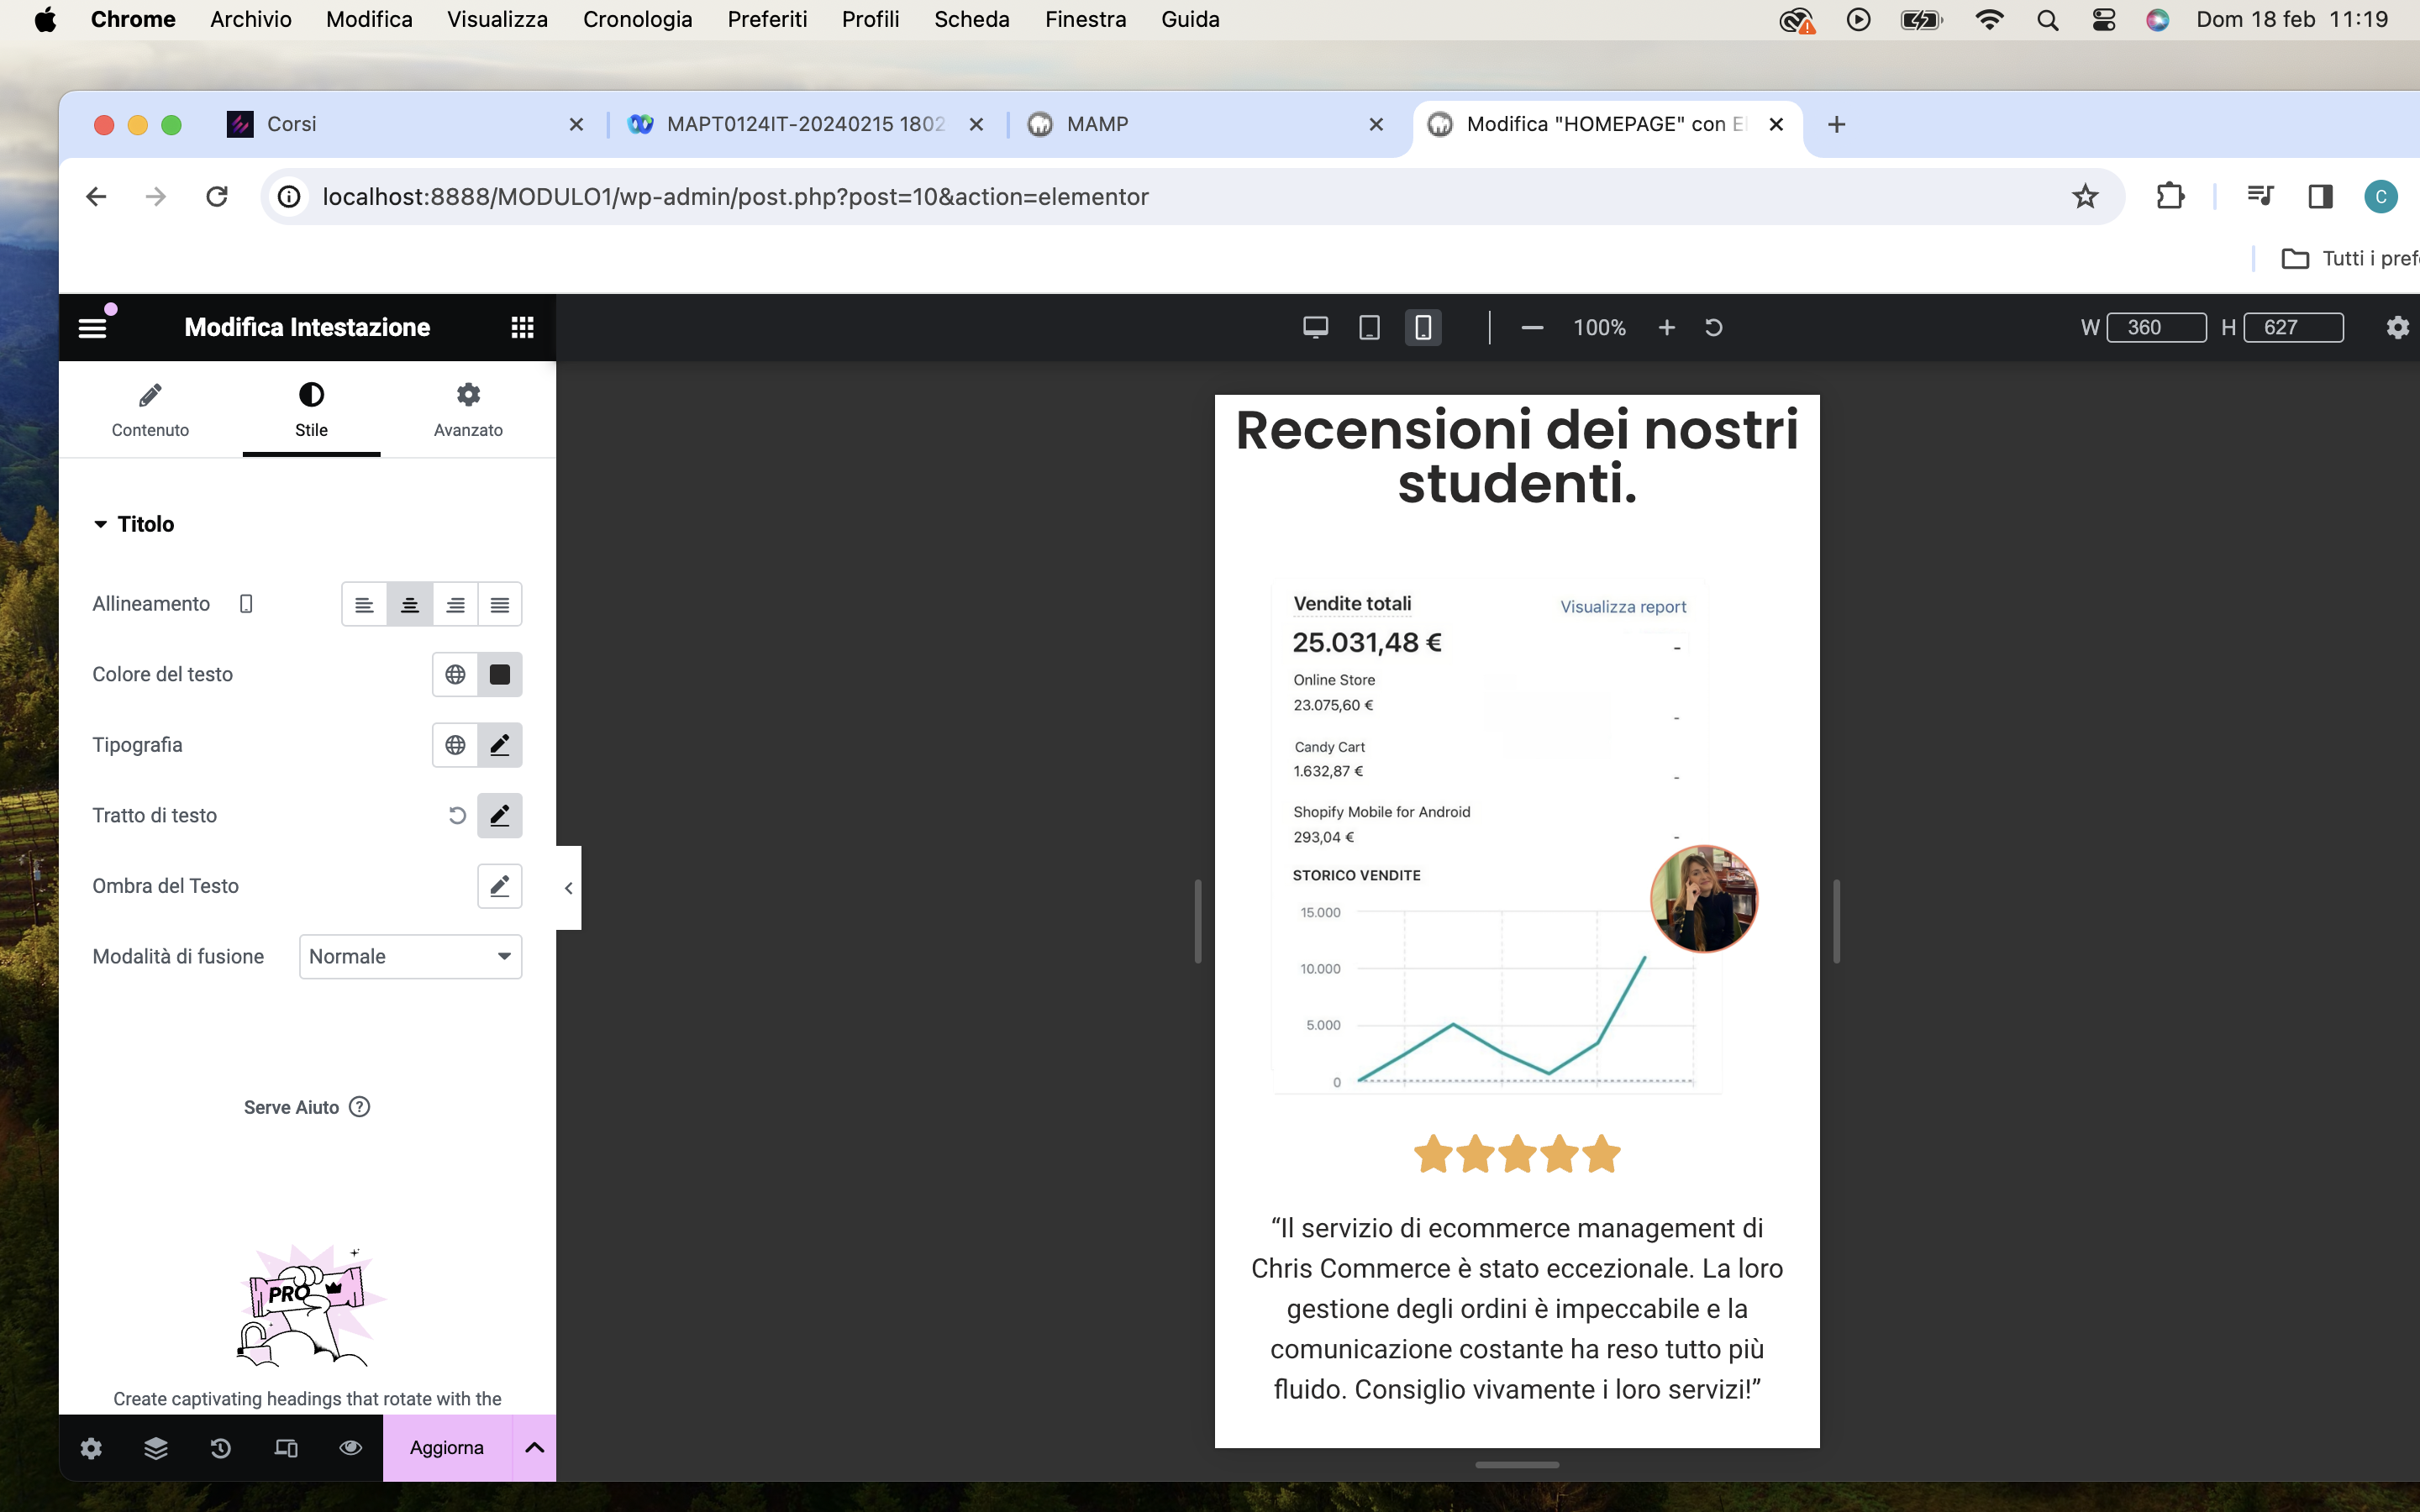 Chrome Archivio Modifica Visualizza Cronologia Preferiti Profili Scheda Finestra Guida Dom 18 feb 11:19
Corsi MAPT0124IT-20240215 1802 MAMP Modifica "HOMEPAGE" con El
localhost:8888/MODULO1/wp-admin/post.php?post=10&action=elementor C
Tutti i prefe
Modifica Intestazione 100% W 360 H 627
Contenuto Stile Avanzato
Titolo
Allineamento
Colore del testo
Tipografia
Tratto di testo
Ombra del Testo
Modalità di fusione Normale
Serve Aiuto ?
PRO
Create captivating headings that rotate with the
Aggiorna
Recensioni dei nostri
studenti.
Vendite totali Visualizza report
25.031,48 € -
Online Store
23.075,60 € -
Candy Cart
1.632,87 € -
Shopify Mobile for Android
293,04 € -
STORICO VENDITE
15.000
10.000
5.000
0
“Il servizio di ecommerce management di
Chris Commerce è stato eccezionale. La loro
gestione degli ordini è impeccabile e la
comunicazione costante ha reso tutto più
fluido. Consiglio vivamente i loro servizi!”